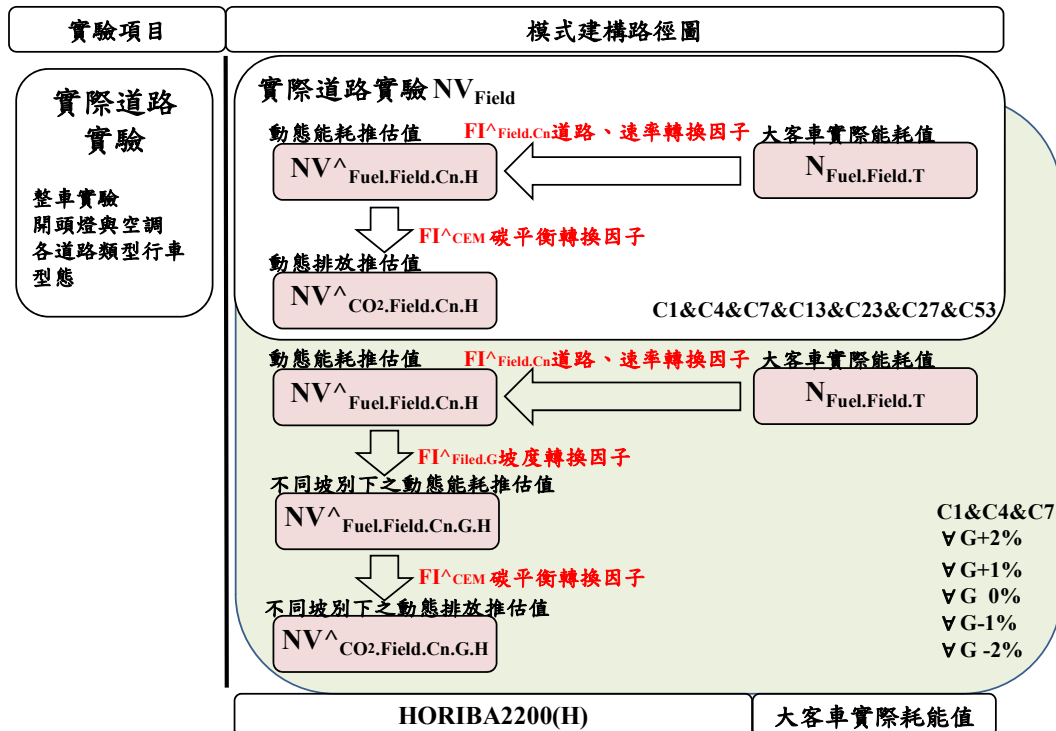 實驗項目
模式建構路徑圖
實際道路
實驗
整車實驗
開頭燈與空調
各道路類型行車
型態
實際道路實驗NVField
動態能耗推估值
FI^Field.Cn道路、速率轉換因子
大客車實際能耗值
NV^Fuel.Field.Cn.H
NFuel.Field.T
FI^CEM 碳平衡轉換因子
動態排放推估值
NV^CO2.Field.Cn.H
C1&C4&C7&C13&C23&C27&C53
動態能耗推估值
FI^Field.Cn道路、速率轉換因子
大客車實際能耗值
NV^Fuel.Field.Cn.H
NFuel.Field.T
FI^Filed.G坡度轉換因子
不同坡別下之動態能耗推估值
NV^Fuel.Field.Cn.G.H
FI^CEM 碳平衡轉換因子
不同坡別下之動態排放推估值
NV^CO2.Field.Cn.G.H
C1&C4&C7
∀G+2%
∀G+1%
∀G 0%
∀G-1%
∀G -2%
HORIBA2200(H)
大客車實際耗能值